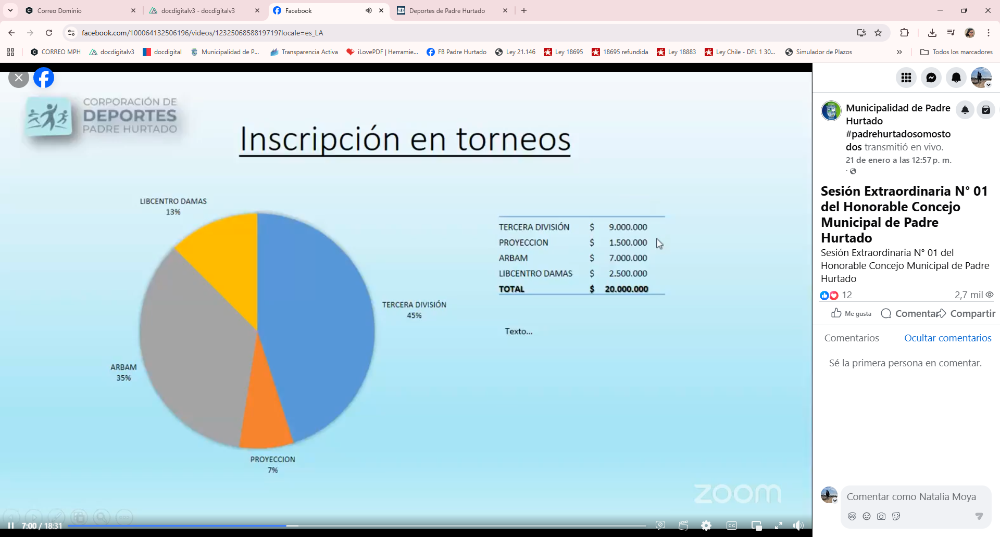 Correo Dominio
docdigitalv3 - docdigitalv3
Facebook
Deportes de Padre Hurtado
facebook.com/100064132506196/videos/1232506858819719?locale=es_LA
CORREO MPH
docdigitalv3
docdigital
Municipalidad de P...
Transparencia Activa
iLovePDF | Herramie...
FB Padre Hurtado
Ley 21.146
Ley 18695
18695 refundida
Ley 18883
Ley Chile - DFL 1 30...
Simulador de Plazos
Todos los marcadores
CORPORACIÓN DE
DEPORTES
PADRE HURTADO
Inscripción en torneos
LIBCENTRO DAMAS
13%
TERCERA DIVISIÓN
45%
ARBAM
35%
PROYECCION
7%
TERCERA DIVISIÓN $ 9.000.000
PROYECCION $ 1.500.000
ARBAM $ 7.000.000
LIBCENTRO DAMAS $ 2.500.000
TOTAL $ 20.000.000
Texto...
zoom
7:00 / 18:31
CC
Municipalidad de Padre
Hurtado
#padrehurtadosomosto
dos transmitió en vivo.
21 de enero a las 12:57 p. m.
·
Sesión Extraordinaria N° 01
del Honorable Concejo
Municipal de Padre
Hurtado
Sesión Extraordinaria N° 01 del
Honorable Concejo Municipal de Padre
Hurtado
12
2,7 mil
Me gusta
Comentar
Compartir
Comentarios
Ocultar comentarios
Sé la primera persona en comentar.
Comentar como Natalia Moya